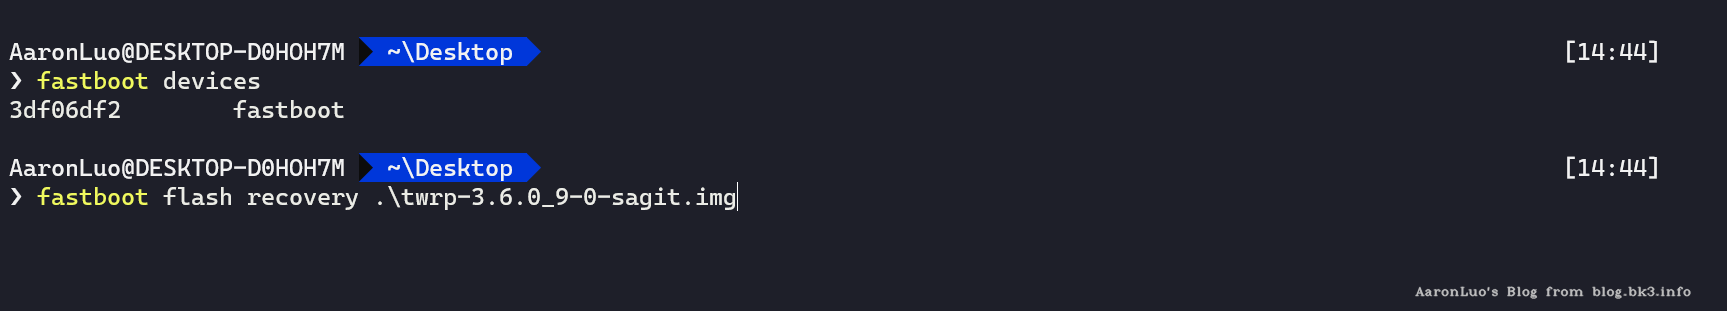 AaronLuo@DESKTOP-D0HOH7M ~\Desktop [14:44]
❯ fastboot devices
3df06df2 fastboot
AaronLuo@DESKTOP-D0HOH7M ~\Desktop [14:44]
❯ fastboot flash recovery .\twrp-3.6.0_9-0-sagit.img
AaronLuo's Blog from blog.bk3.info